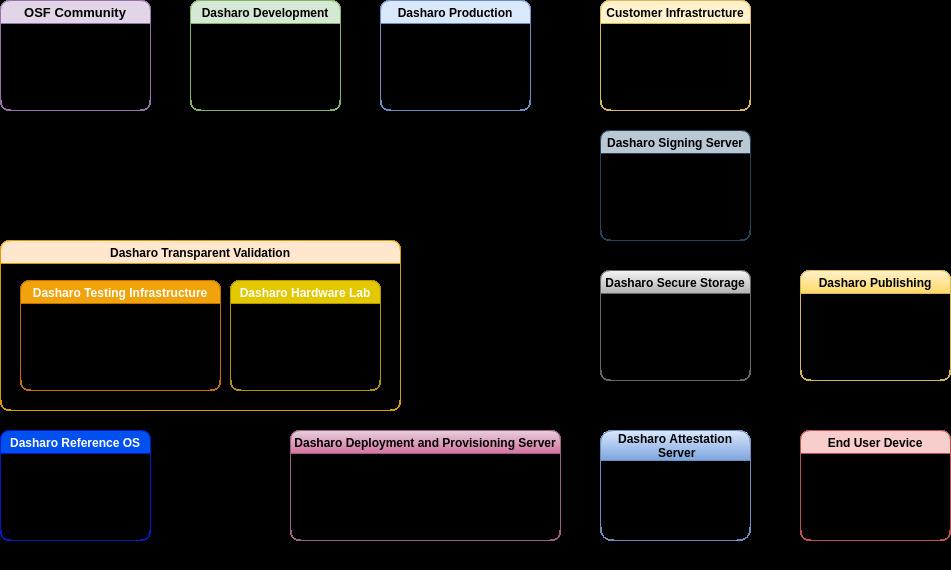 OSF Community
Dasharo Development
Dasharo Production
Customer Infrastructure
Dasharo Signing Server
Dasharo Transparent Validation
Dasharo Testing Infrastructure
Dasharo Hardware Lab
Dasharo Secure Storage
Dasharo Publishing
Dasharo Reference OS
Dasharo Deployment and Provisioning Server
Dasharo Attestation
Server
End User Device